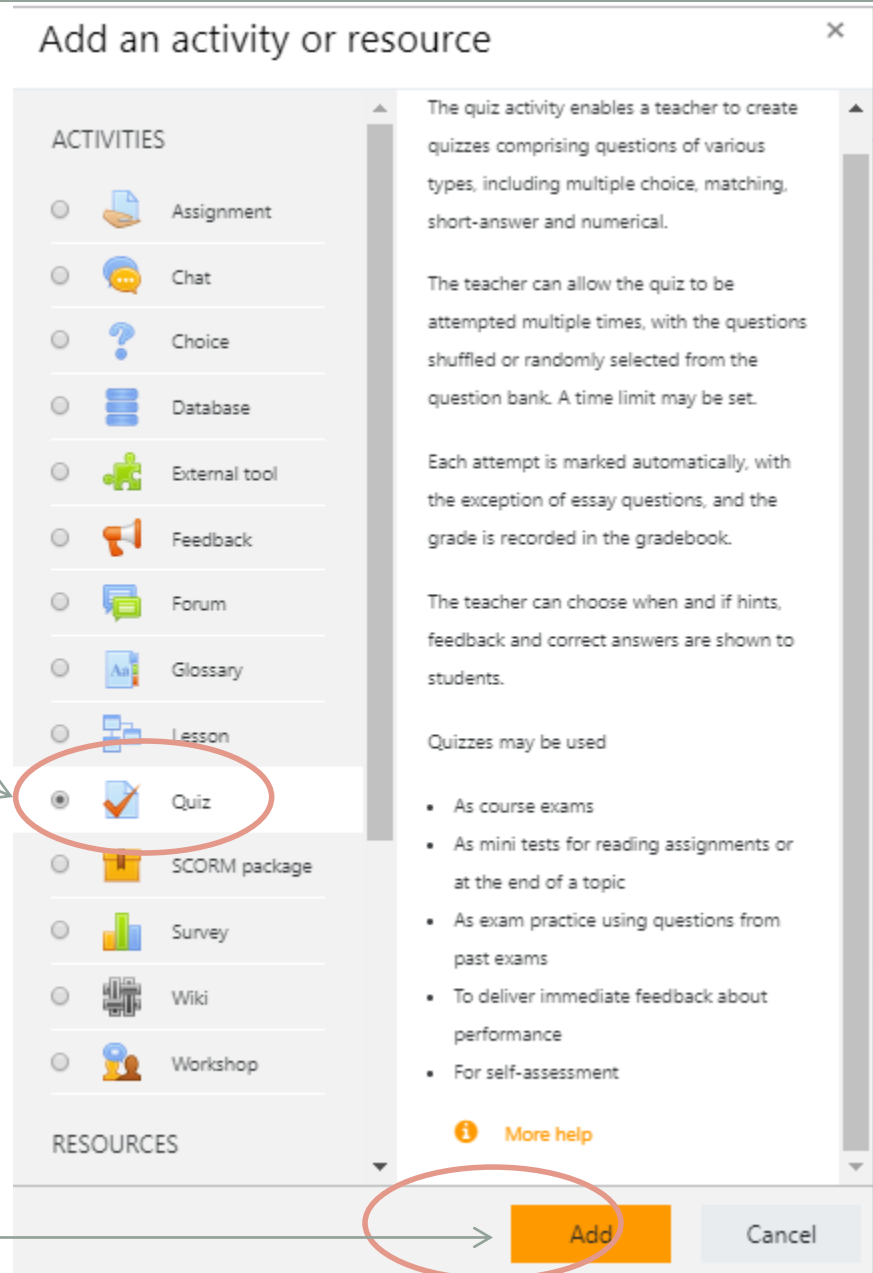 Add an activity or resource
×
ACTIVITIES
Assignment
Chat
Choice
Database
External tool
Feedback
Forum
Aa
Glossary
Lesson
Quiz
SCORM package
Survey
Wiki
Workshop
RESOURCES
The quiz activity enables a teacher to create
quizzes comprising questions of various
types, including multiple choice, matching,
short-answer and numerical.
The teacher can allow the quiz to be
attempted multiple times, with the questions
shuffled or randomly selected from the
question bank. A time limit may be set.
Each attempt is marked automatically, with
the exception of essay questions, and the
grade is recorded in the gradebook.
The teacher can choose when and if hints,
feedback and correct answers are shown to
students.
Quizzes may be used
• As course exams
• As mini tests for reading assignments or
at the end of a topic
• As exam practice using questions from
past exams
• To deliver immediate feedback about
performance
• For self-assessment
More help
Add
Cancel